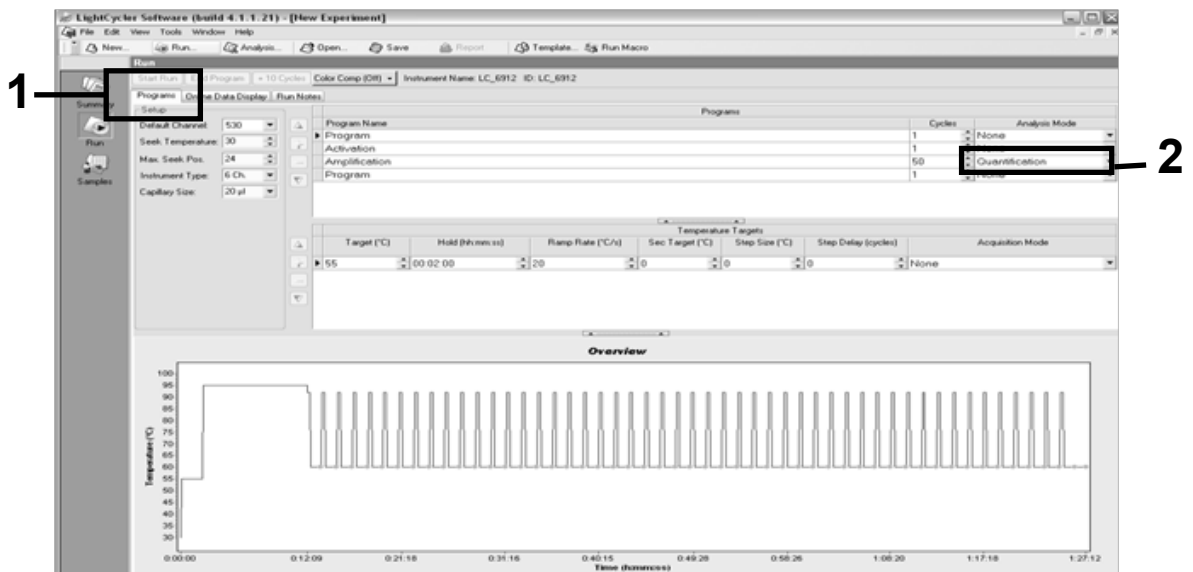 LightCycler Software (build 4.1.1.21) - [New Experiment]
File Edit View Tools Window Help
New... Run... Analysis... Open... Save Report Template... Run Macro
Run
Start Run Program + 10 Cycles Color Comp (Off) Instrument Name: LC_6912 ID: LC_6912
1
Programs Online Data Display Run Notes
Summary
Setup
Programs
Default Channel: 530
Program Name Cycles Analysis Mode
Program 1 None
Seek Temperature: 30
Run
Activation 1
Max. Seek Pos. 24
Amplification 50 Quantification
2
Samples
Instrument Type: 6 Ch.
Program 1 None
Capillary Size: 20 µl
Temperature Targets
Target (°C) Hold (hh:mm:ss) Ramp Rate (°C/s) Sec Target (°C) Step Size (°C) Step Delay (cycles) Acquisition Mode
55 00:02:00 20 0 0 0 None
Overview
Temperature (°C)
100
95
90
85
80
75
70
65
60
55
50
45
40
35
30
0:00:00 0:12:09 0:21:18 0:31:16 0:40:15 0:49:26 0:58:26 1:08:20 1:17:18 1:27:12
Time (h:mm:ss)